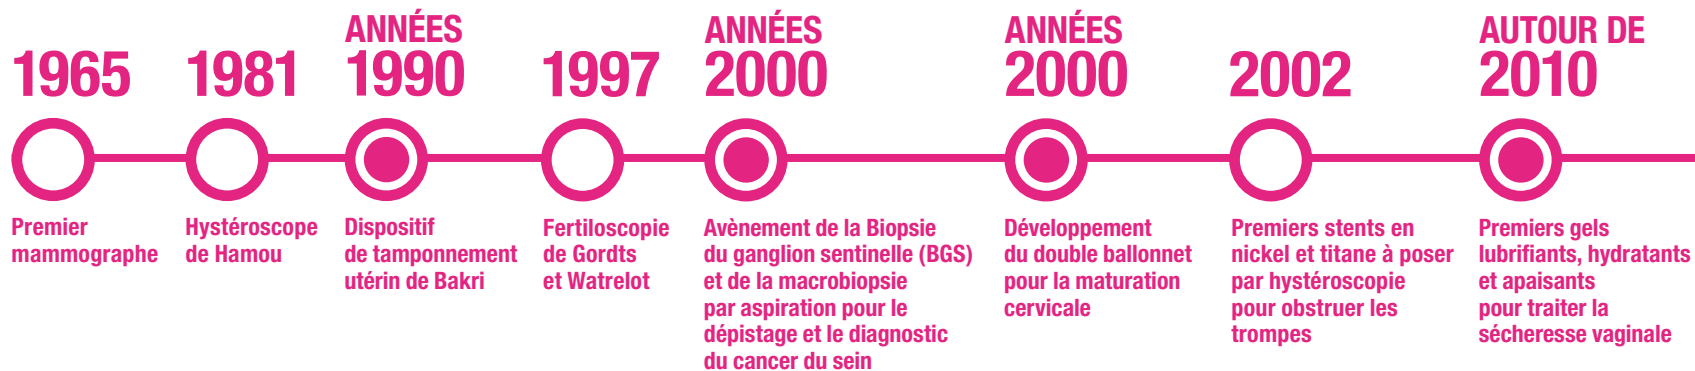 1965
Premier
mammographe
1981
Hystéroscope
de Hamou
ANNÉES
1990
Dispositif
de tamponnement
utérin de Bakri
1997
Fertiloscopie
de Gordts
et Watrelot
ANNÉES
2000
Avènement de la Biopsie
du ganglion sentinelle (BGS)
et de la macrobiopsie
par aspiration pour le
dépistage et le diagnostic
du cancer du sein
ANNÉES
2000
Développement
du double ballonnet
pour la maturation
cervicale
2002
Premiers stents en
nickel et titane à poser
par hystéroscopie
pour obstruer les
trompes
AUTOUR DE
2010
Premiers gels
lubrifiants, hydratants
et apaisants
pour traiter la
sécheresse vaginale